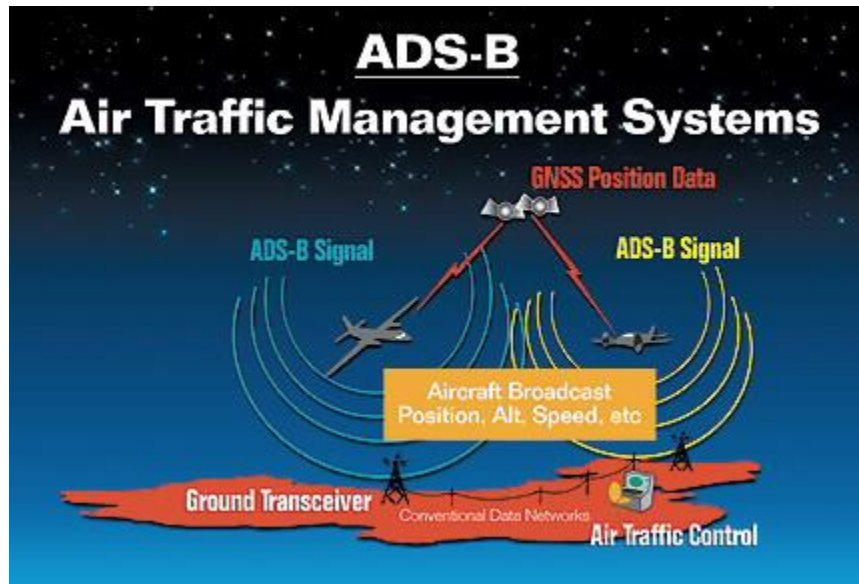 ADS-B
Air Traffic Management Systems
GNSS Position Data
ADS-B Signal
ADS-B Signal
Aircraft Broadcast
Position, Alt, Speed, etc
Ground Transceiver
Conventional Data Networks
Air Traffic Control